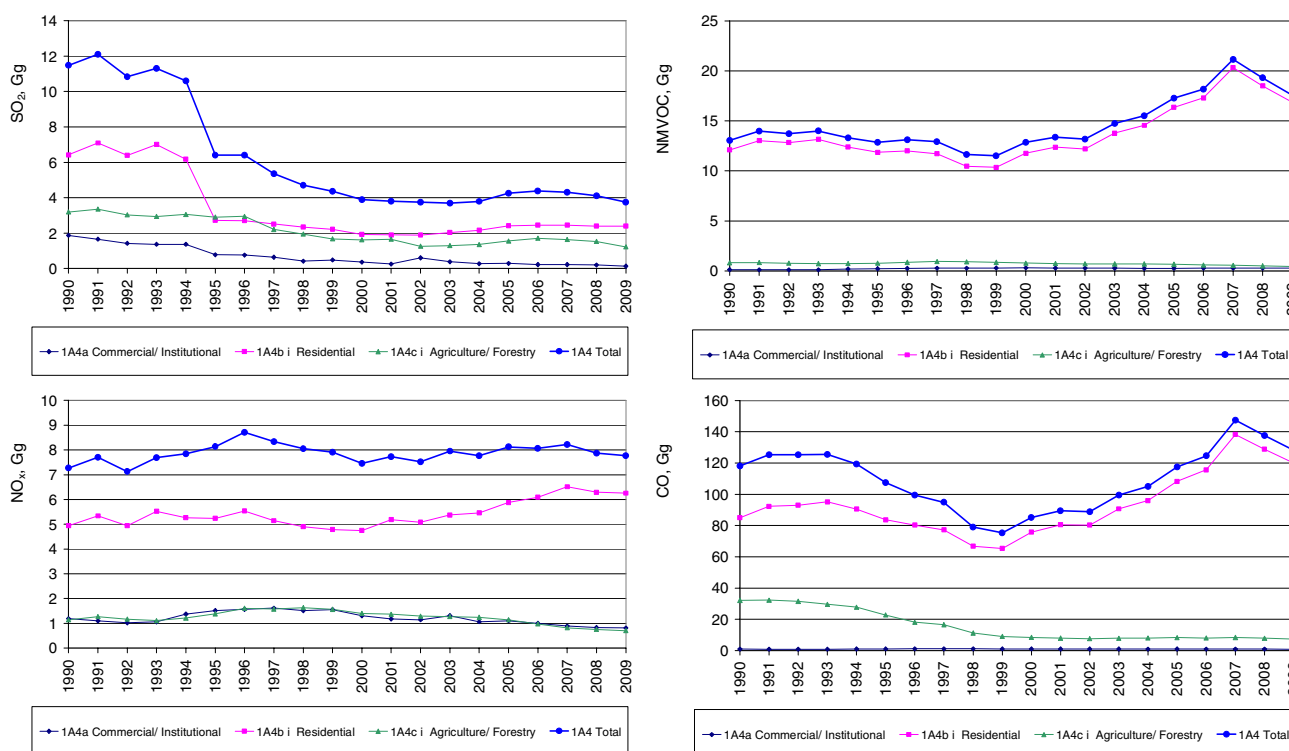 SO2, Gg
14
12
10
8
6
4
2
0
1990 1991 1992 1993 1994 1995 1996 1997 1998 1999 2000 2001 2002 2003 2004 2005 2006 2007 2008 2009
1A4a Commercial/ Institutional 1A4b i Residential 1A4c i Agriculture/ Forestry 1A4 Total
NMVOC, Gg
25
20
15
10
5
0
1990 1991 1992 1993 1994 1995 1996 1997 1998 1999 2000 2001 2002 2003 2004 2005 2006 2007 2008
1A4a Commercial/ Institutional 1A4b i Residential 1A4c i Agriculture/ Forestry 1A4 Total
NOx, Gg
10
9
8
7
6
5
4
3
2
1
0
1990 1991 1992 1993 1994 1995 1996 1997 1998 1999 2000 2001 2002 2003 2004 2005 2006 2007 2008 2009
1A4a Commercial/ Institutional 1A4b i Residential 1A4c i Agriculture/ Forestry 1A4 Total
CO, Gg
160
140
120
100
80
60
40
20
0
1990 1991 1992 1993 1994 1995 1996 1997 1998 1999 2000 2001 2002 2003 2004 2005 2006 2007 2008
1A4a Commercial/ Institutional 1A4b i Residential 1A4c i Agriculture/ Forestry 1A4 Total